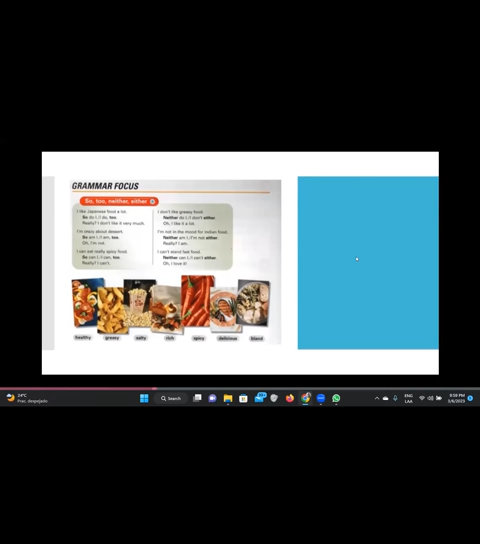 GRAMMAR FOCUS
So, too, neither, either
I like Japanese food a lot.
So do I./I do, too.
Really? I don't like it very much.
I'm crazy about dessert.
So am I./I am, too.
Oh, I'm not.
I can eat really spicy food.
So can I./I can, too.
Really? I can't.
I don't like greasy food.
Neither do I./I don't either.
Oh, I like it a lot.
I'm not in the mood for Indian food.
Neither am I./I'm not either.
Really? I am.
I can't stand fast food.
Neither can I./I can't either.
Oh, I love it!
healthy greasy salty rich spicy delicious bland
24°C
Prec. despejado
Search
ENG
LAA